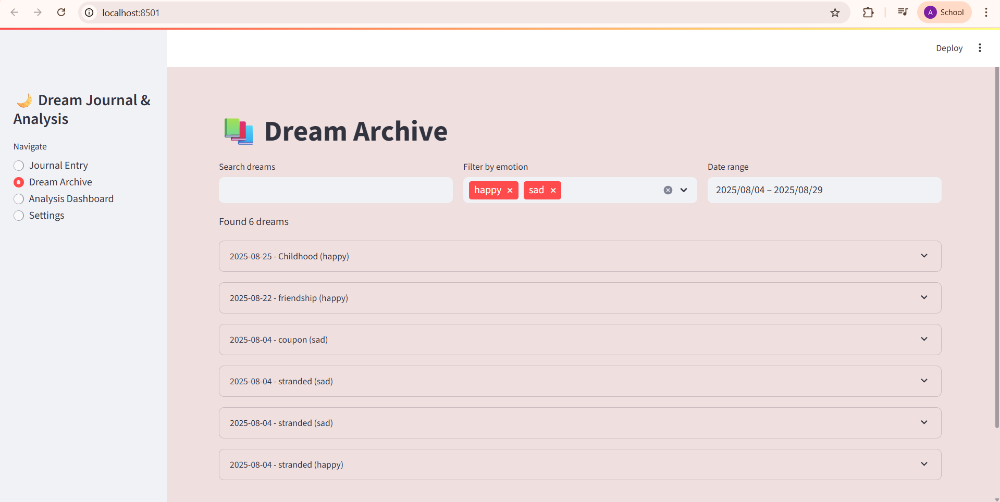 localhost:8501
A School
Deploy
Dream Journal &
Analysis
Navigate
Journal Entry
Dream Archive
Analysis Dashboard
Settings
Dream Archive
Search dreams
Filter by emotion
happy
sad
Date range
2025/08/04 – 2025/08/29
Found 6 dreams
2025-08-25 - Childhood (happy)
2025-08-22 - friendship (happy)
2025-08-04 - coupon (sad)
2025-08-04 - stranded (sad)
2025-08-04 - stranded (sad)
2025-08-04 - stranded (happy)